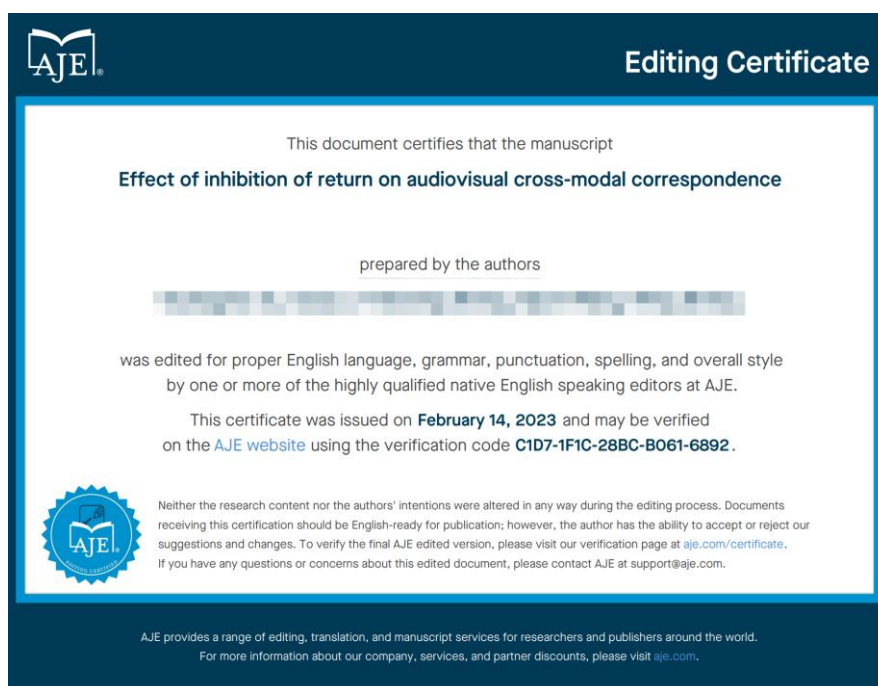 AJE®
Editing Certificate
This document certifies that the manuscript
Effect of inhibition of return on audiovisual cross-modal correspondence
prepared by the authors
was edited for proper English language, grammar, punctuation, spelling, and overall style
by one or more of the highly qualified native English speaking editors at AJE.
This certificate was issued on February 14, 2023 and may be verified
on the AJE website using the verification code C1D7-1F1C-28BC-B061-6892.
Neither the research content nor the authors' intentions were altered in any way during the editing process. Documents
receiving this certification should be English-ready for publication; however, the author has the ability to accept or reject our
suggestions and changes. To verify the final AJE edited version, please visit our verification page at aje.com/certificate.
If you have any questions or concerns about this edited document, please contact AJE at support@aje.com.
AJE®
EDITING CERTIFIED
AJE provides a range of editing, translation, and manuscript services for researchers and publishers around the world.
For more information about our company, services, and partner discounts, please visit aje.com.